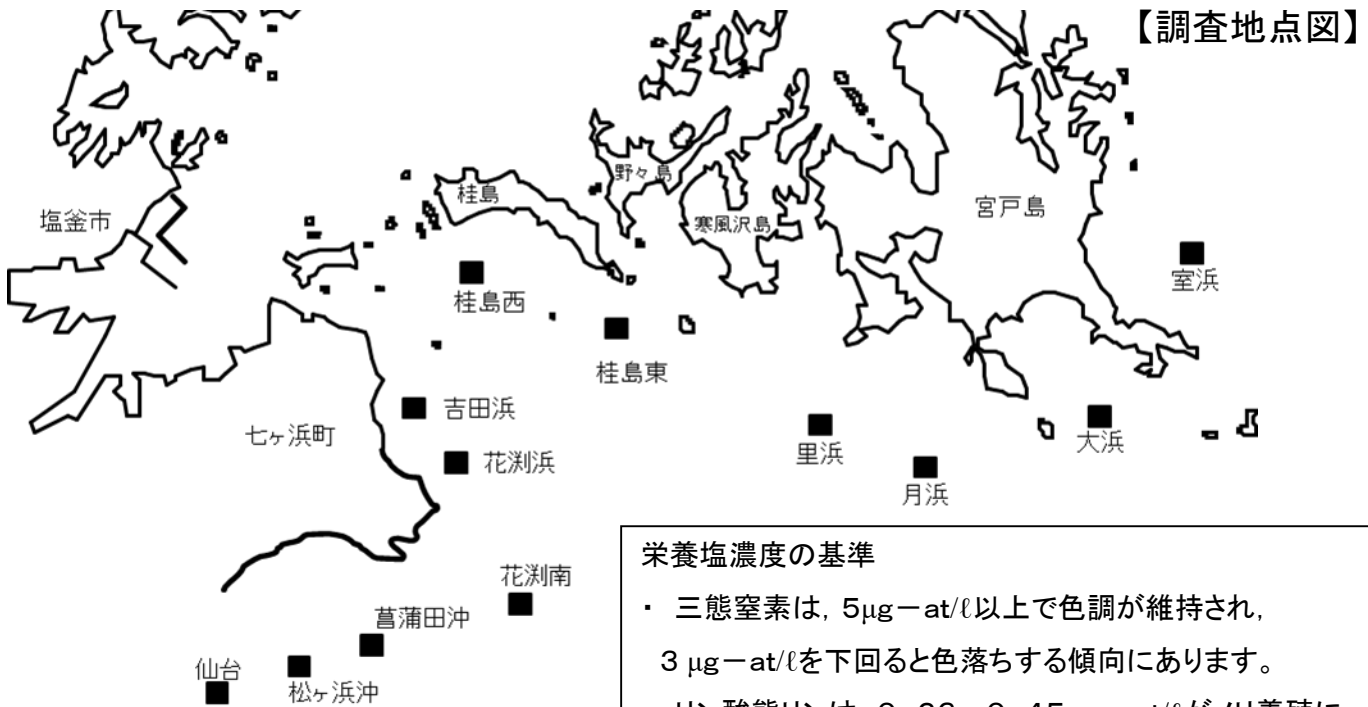 【調査地点図】
野々島
桂島
寒風沢島
宮戸島
塩釜市
室浜
桂島西
桂島東
吉田浜
七ヶ浜町
花渕浜
里浜
大浜
月浜
花渕南
菖蒲田沖
仙台
松ヶ浜沖
栄養塩濃度の基準
・ 三態窒素は，5μg－at/ℓ以上で色調が維持され，
3 μg－at/ℓを下回ると色落ちする傾向にあります。